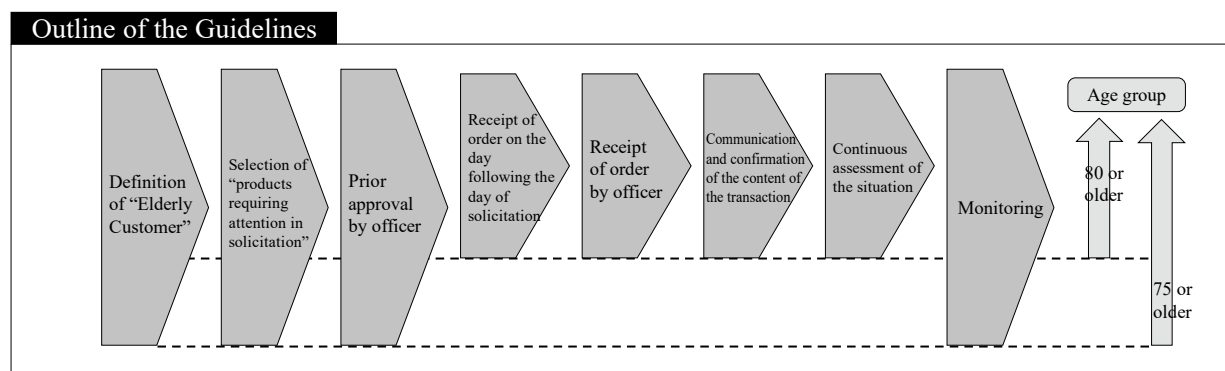 Outline of the Guidelines
Definition
of “Elderly
Customer”
Selection of
“products
requiring
attention in
solicitation”
Prior
approval
by officer
Receipt of
order on the
day
following the
day of
solicitation
Receipt
of order
by officer
Communication
and confirmation
of the content of
the transaction
Continuous
assessment of
the situation
Monitoring
Age group
80 or
older
75 or
older